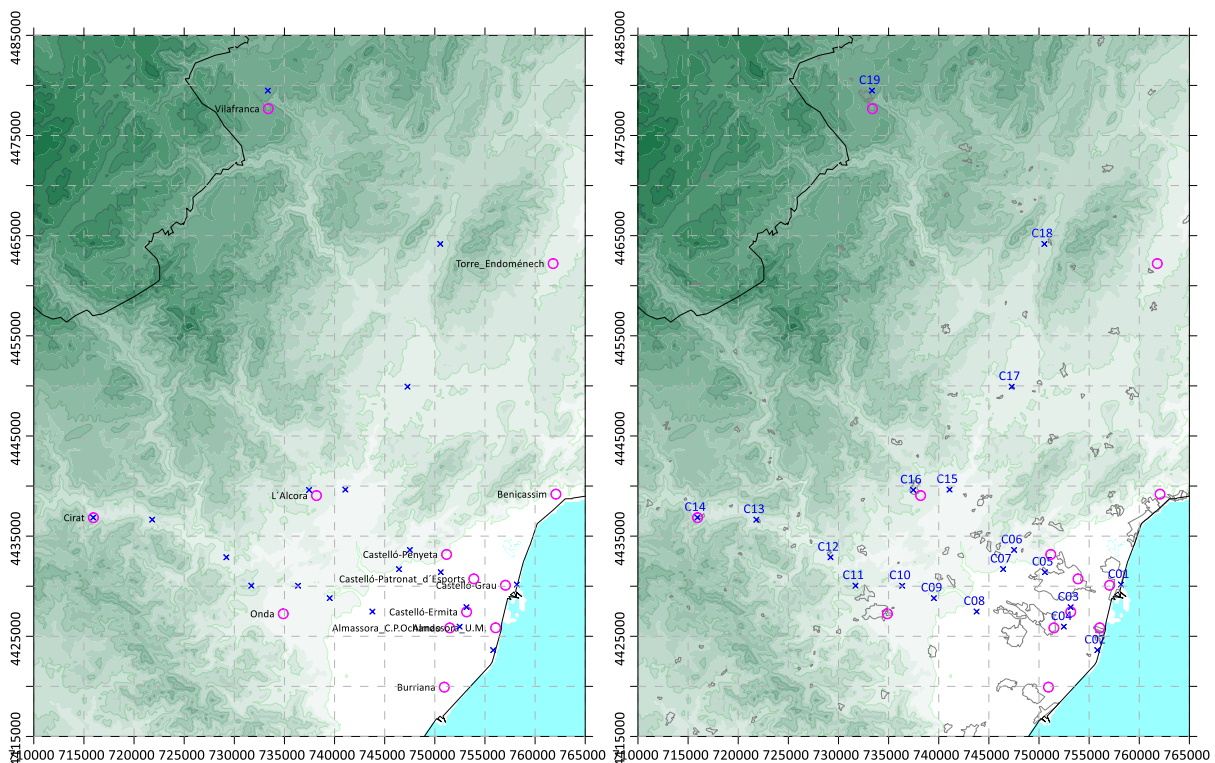 4485000
4475000
4465000
4455000
4445000
4435000
4425000
4415000
Vilafranca
Torre_Endoménech
L´Alcora
Benicassim
Cirat
Castelló-Penyeta
Castelló-Patronat_d´Esports
Castelló-Grau
Castelló-Ermita
Onda
Almassora_C.P.Ochando
Almassora_U.M.
Burriana
710000 715000 720000 725000 730000 735000 740000 745000 750000 755000 760000 765000
4485000
4475000
4465000
4455000
4445000
4435000
4425000
4415000
C19
C18
C17
C16 C15
C14 C13
C12
C06
C07 C05
C11 C10 C01
C09
C08 C03
C04
C02
710000 715000 720000 725000 730000 735000 740000 745000 750000 755000 760000 765000